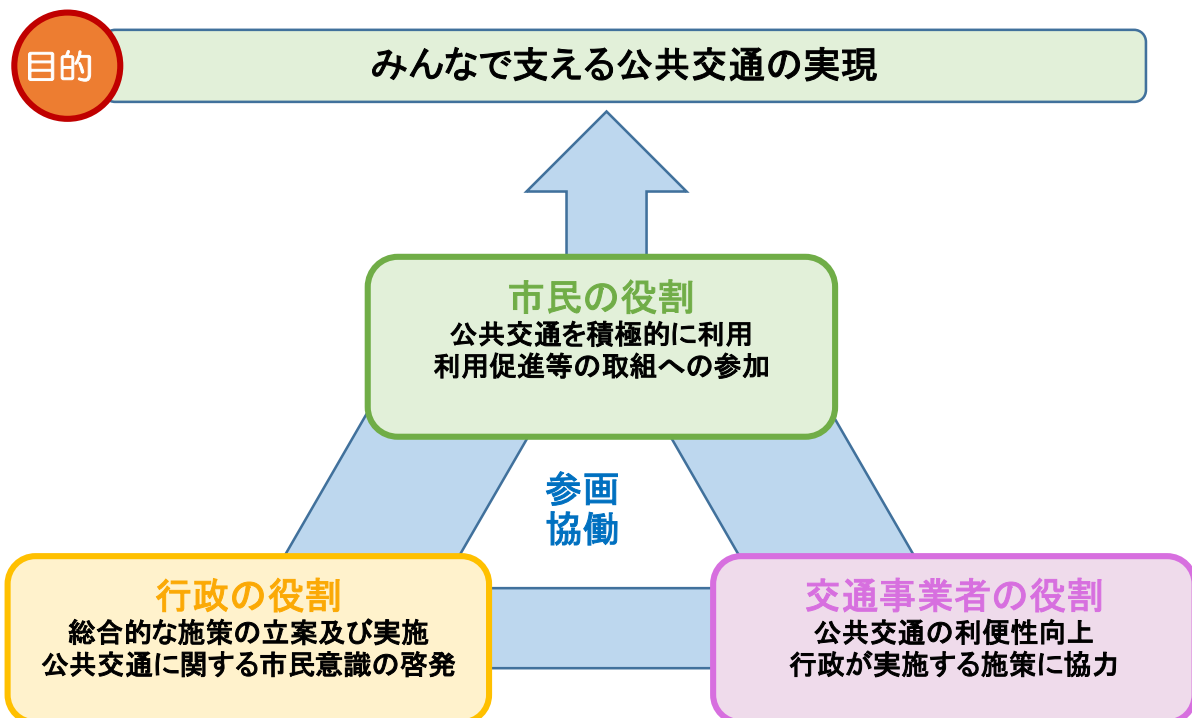 目的
みんなで支える公共交通の実現
市民の役割
公共交通を積極的に利用
利用促進等の取組への参加
参画
協働
行政の役割
総合的な施策の立案及び実施
公共交通に関する市民意識の啓発
交通事業者の役割
公共交通の利便性向上
行政が実施する施策に協力